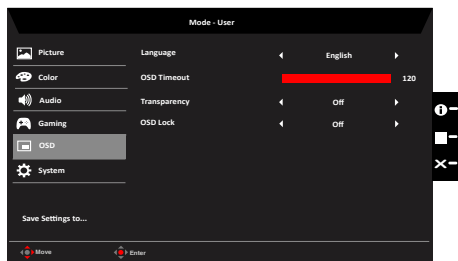 Mode - User
Picture
Language English
Color
OSD Timeout 120
Audio
Transparency Off
Gaming
OSD Lock Off
OSD
System
Save Settings to...
Move Enter